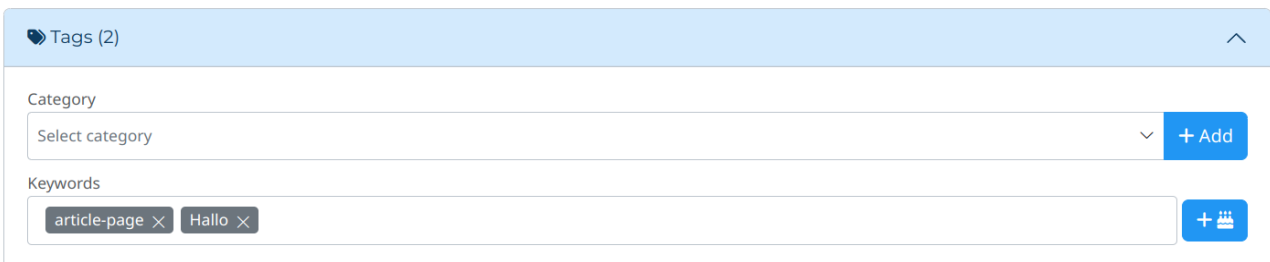 Tags (2)
Category
Select category
+ Add
Keywords
article-page × Hallo ×
+